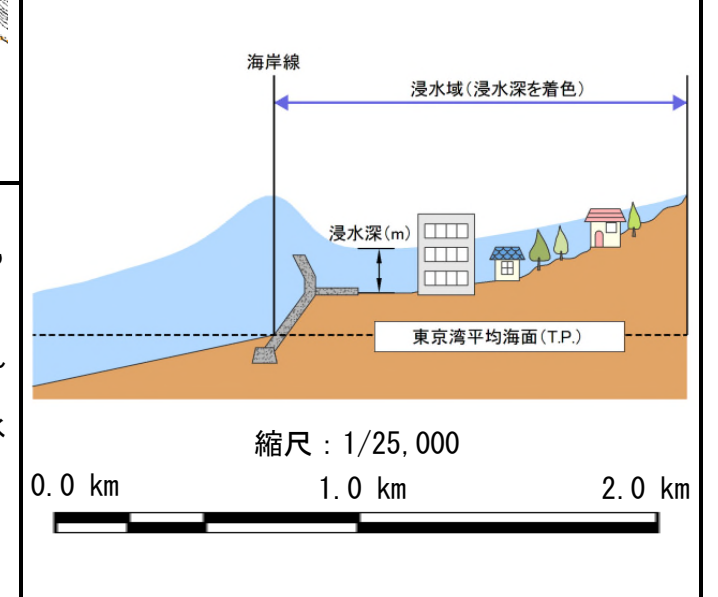 海岸線
浸水域(浸水深を着色)
浸水深(m)
東京湾平均海面(T.P.)
縮尺：1/25,000
0.0 km 1.0 km 2.0 km